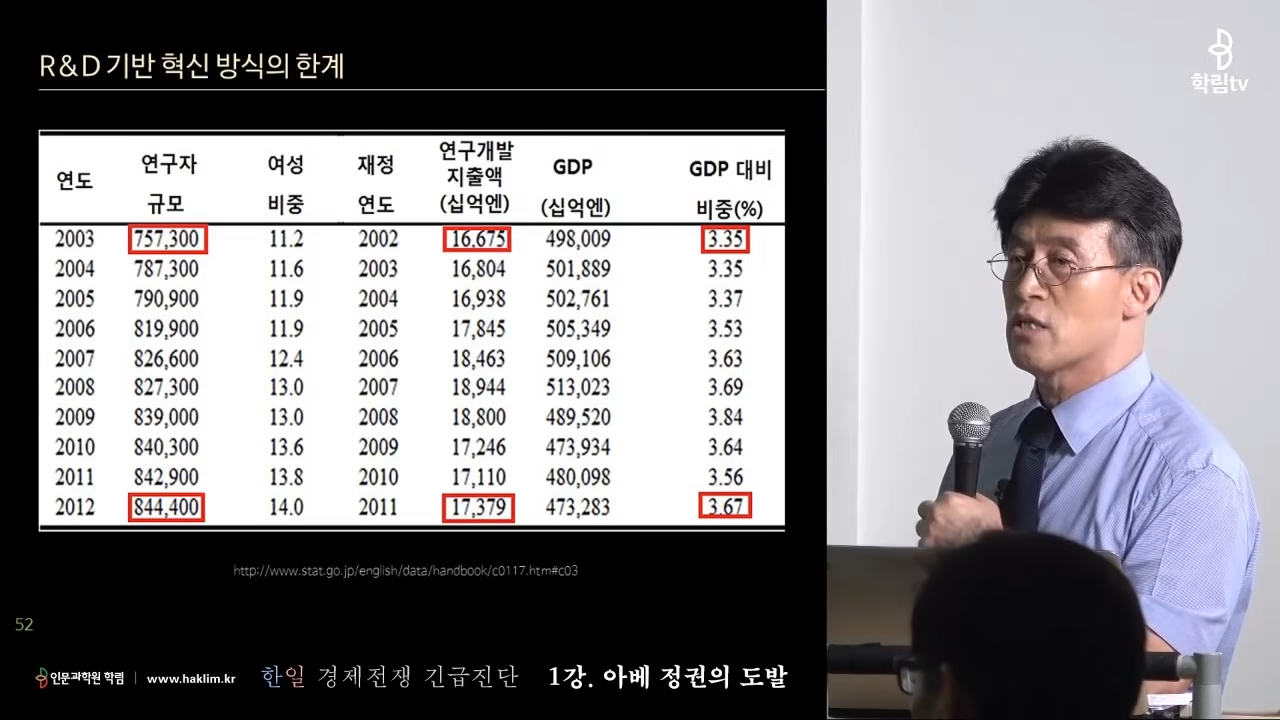 R&D 기반 혁신 방식의 한계
학림tv
연도 연구자 규모 여성 비중 재정 연도 연구개발 지출액 (십억엔) GDP (십억엔) GDP 대비 비중(%)
2003 757,300 11.2 2002 16,675 498,009 3.35
2004 787,300 11.6 2003 16,804 501,889 3.35
2005 790,900 11.9 2004 16,938 502,761 3.37
2006 819,900 11.9 2005 17,845 505,349 3.53
2007 826,600 12.4 2006 18,463 509,106 3.63
2008 827,300 13.0 2007 18,944 513,023 3.69
2009 839,000 13.0 2008 18,800 489,520 3.84
2010 840,300 13.6 2009 17,246 473,934 3.64
2011 842,900 13.8 2010 17,110 480,098 3.56
2012 844,400 14.0 2011 17,379 473,283 3.67
http://www.stat.go.jp/english/data/handbook/c0117.htm#c03
52
인문과학원 학림 | www.haklim.kr 한일 경제전쟁 긴급진단 1강. 아베 정권의 도발